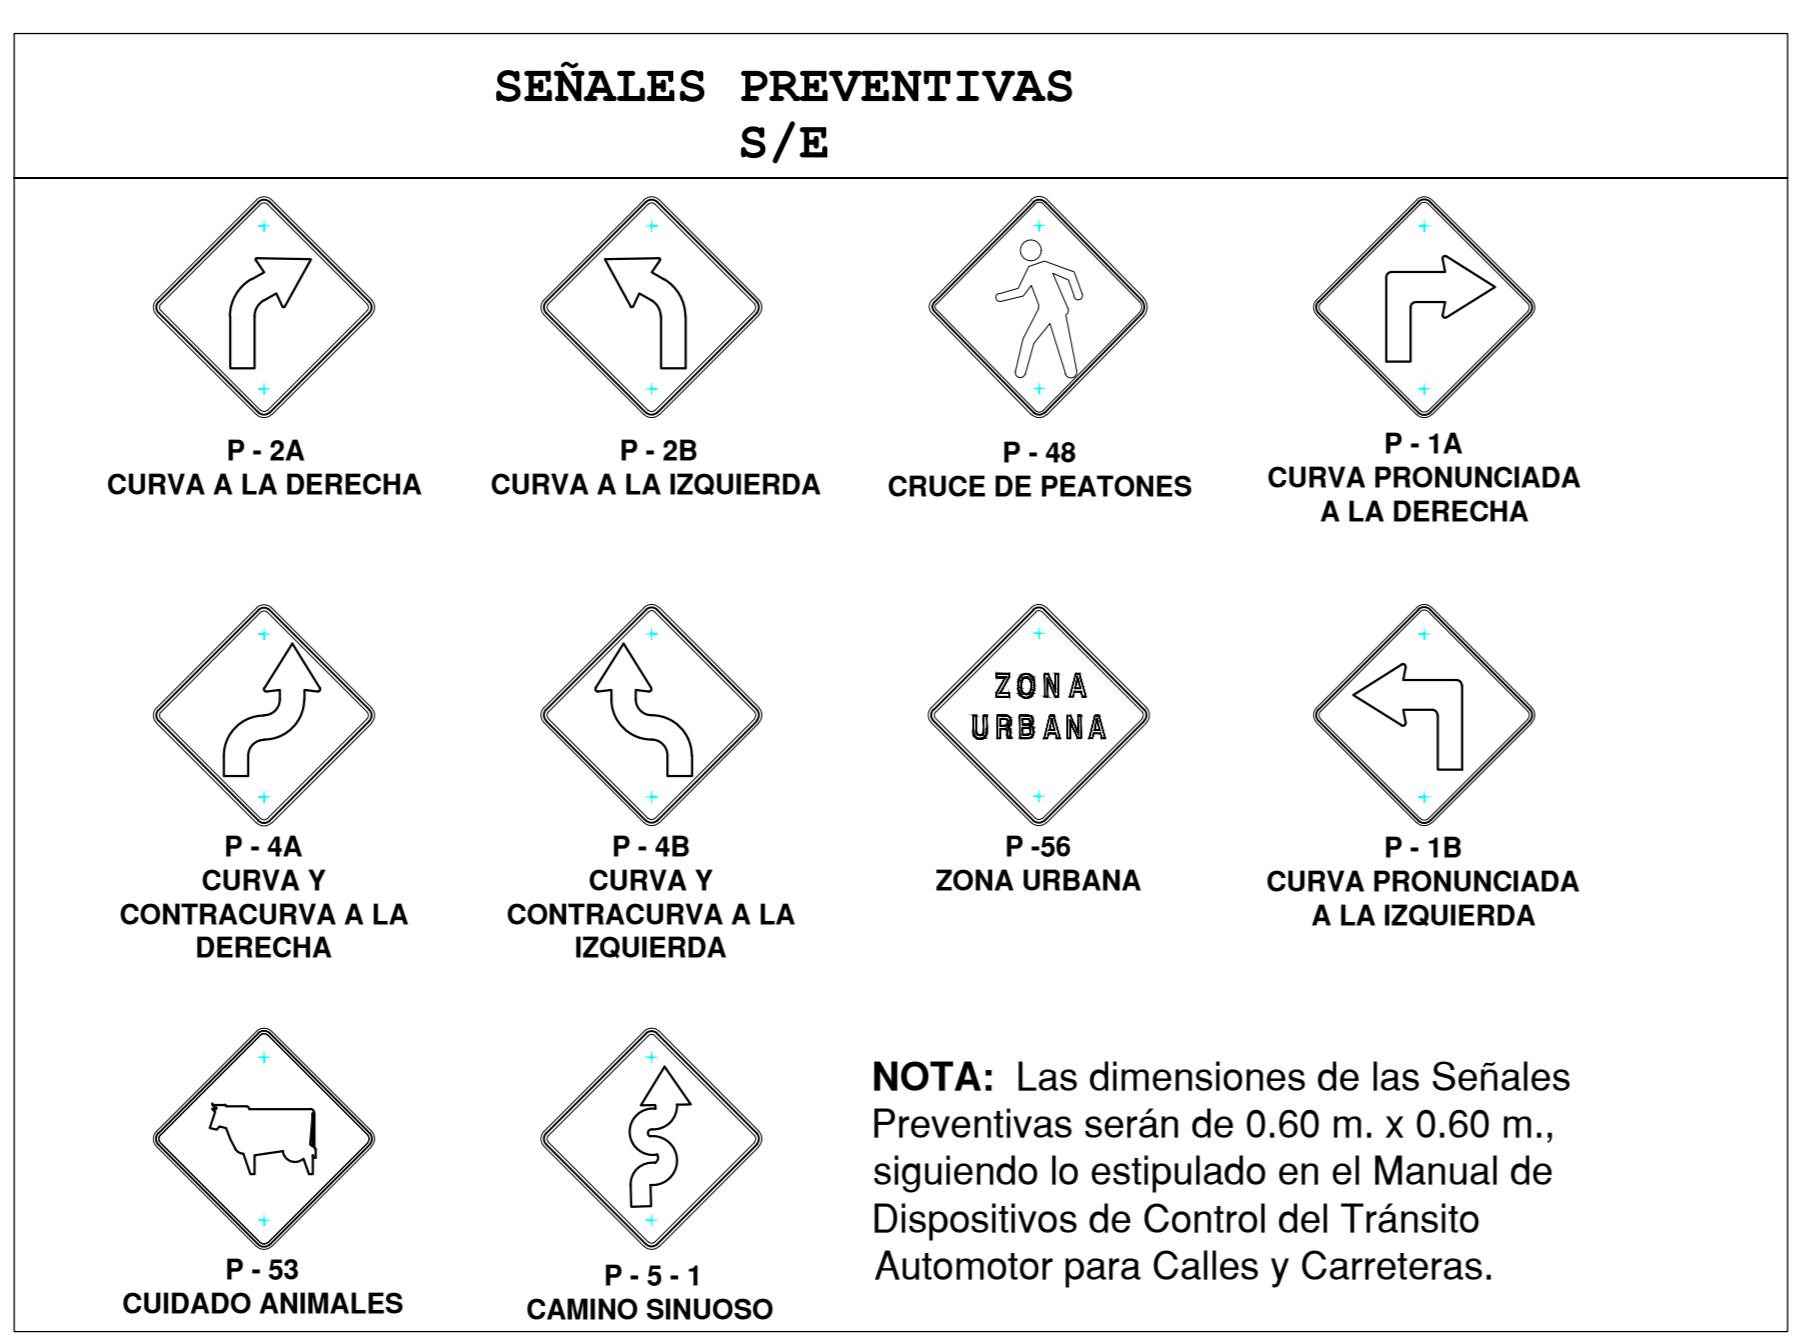 SEÑALES PREVENTIVAS
S/E
P - 2A
CURVA A LA DERECHA
P - 2B
CURVA A LA IZQUIERDA
P - 48
CRUCE DE PEATONES
P - 1A
CURVA PRONUNCIADA
A LA DERECHA
P - 4A
CURVA Y
CONTRACURVA A LA
DERECHA
P - 4B
CURVA Y
CONTRACURVA A LA
IZQUIERDA
ZONA
URBANA
P -56
ZONA URBANA
P - 1B
CURVA PRONUNCIADA
A LA IZQUIERDA
P - 53
CUIDADO ANIMALES
P - 5 - 1
CAMINO SINUOSO
NOTA: Las dimensiones de las Señales
Preventivas serán de 0.60 m. x 0.60 m.,
siguiendo lo estipulado en el Manual de
Dispositivos de Control del Tránsito
Automotor para Calles y Carreteras.